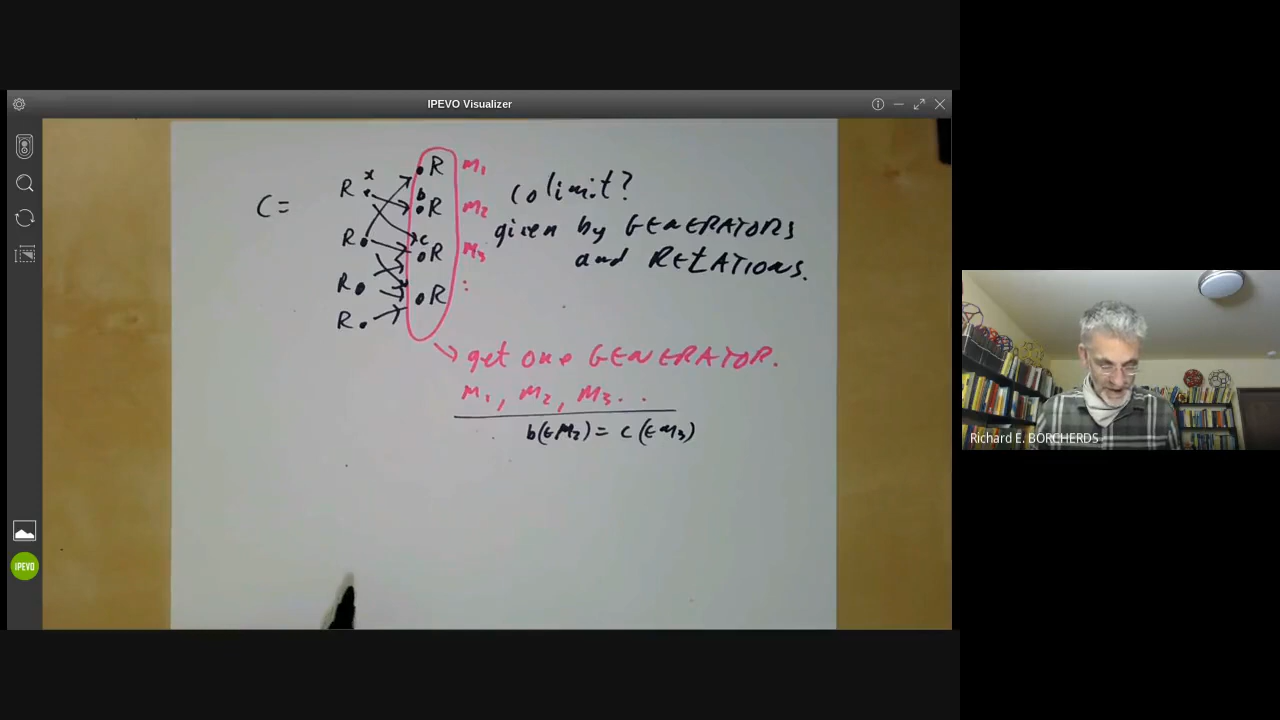 IPEVO Visualizer
C =
R x
R
R
R
R m1
b R m2
c R m3
R :
colimit?
given by GENERATORS
and RELATIONS.
→ get one GENERATOR.
m1, m2, m3 . .
b(∈M2) = c(∈M3)
Richard E. BORCHERDS
IPEVO